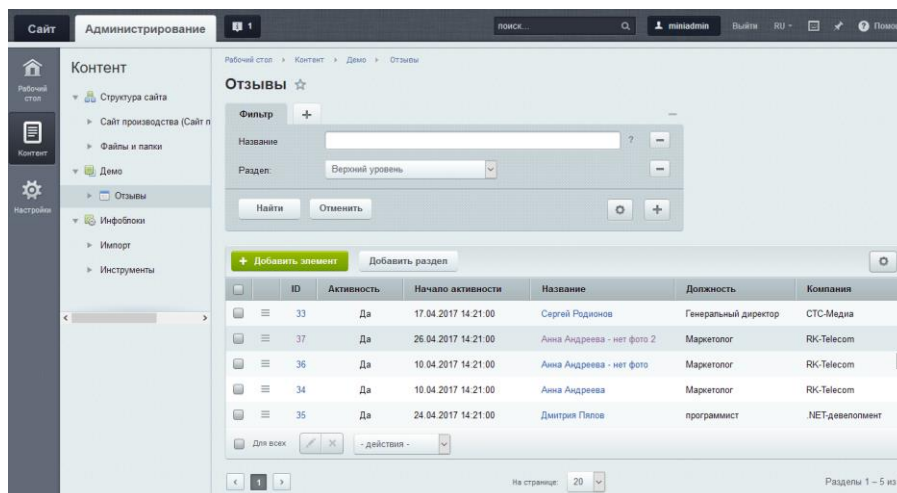 Сайт Администрирование 1 поиск... miniadmin Выйти RU
Рабочий стол
Контент
Настройки
Контент
Структура сайта
Сайт производства (Сайт п
Файлы и папки
Демо
Отзывы
Инфоблоки
Импорт
Инструменты
Рабочий стол Контент Демо Отзывы
Отзывы
Фильтр +
Название ?
Раздел: Верхний уровень
Найти Отменить
+ Добавить элемент Добавить раздел
ID Активность Начало активности Название Должность Компания
33 Да 17.04.2017 14:21:00 Сергей Родионов Генеральный директор СТС-Медиа
37 Да 26.04.2017 14:21:00 Анна Андреева - нет фото 2 Маркетолог RK-Telecom
36 Да 10.04.2017 14:21:00 Анна Андреева - нет фото Маркетолог RK-Telecom
34 Да 10.04.2017 14:21:00 Анна Андреева Маркетолог RK-Telecom
35 Да 24.04.2017 14:21:00 Дмитрия Пяпов программист .NET-девелопмент
Для всех - действия -
1 На странице: 20 Разделы 1 – 5 из